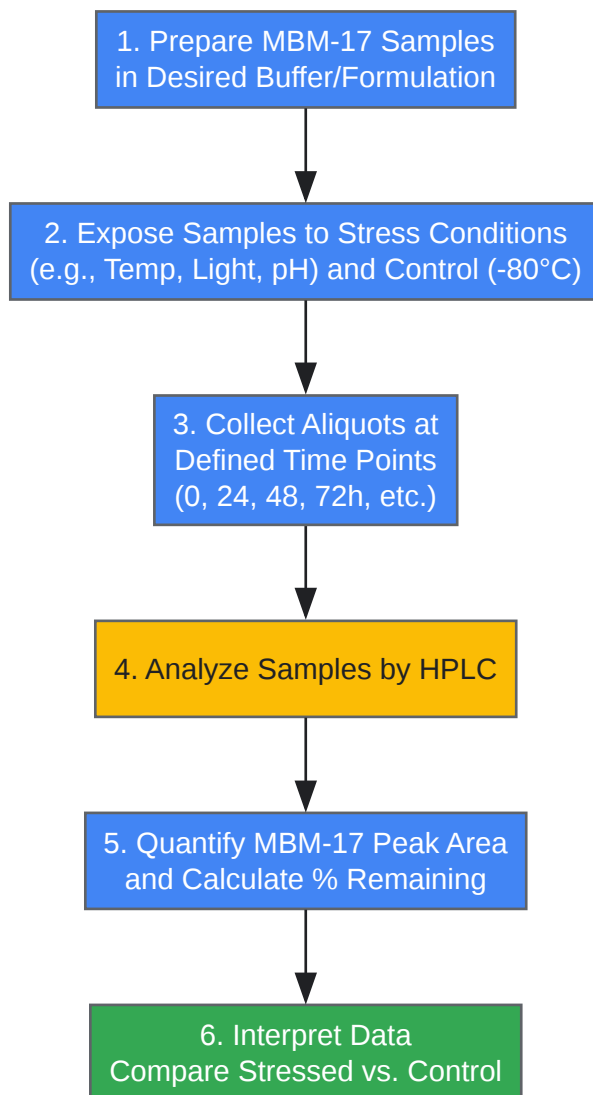 1. Prepare MBM-17 Samples
in Desired Buffer/Formulation
2. Expose Samples to Stress Conditions
(e.g., Temp, Light, pH) and Control (-80°C)
3. Collect Aliquots at
Defined Time Points
(0, 24, 48, 72h, etc.)
4. Analyze Samples by HPLC
5. Quantify MBM-17 Peak Area
and Calculate % Remaining
6. Interpret Data
Compare Stressed vs. Control